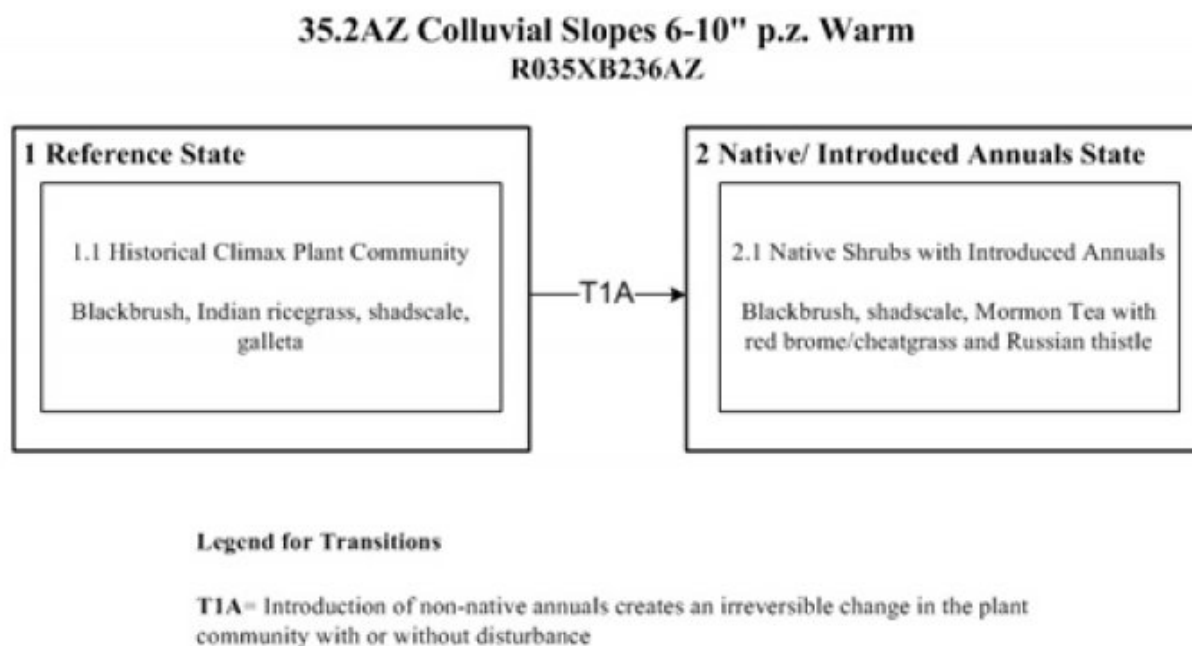 35.2AZ Colluvial Slopes 6-10" p.z. Warm
R035XB236AZ
1 Reference State
1.1 Historical Climax Plant Community
Blackbrush, Indian ricegrass, shadscale,
galleta
T1A
2 Native/ Introduced Annuals State
2.1 Native Shrubs with Introduced Annuals
Blackbrush, shadscale, Mormon Tea with
red brome/cheatgrass and Russian thistle
Legend for Transitions
T1A= Introduction of non-native annuals creates an irreversible change in the plant
community with or without disturbance